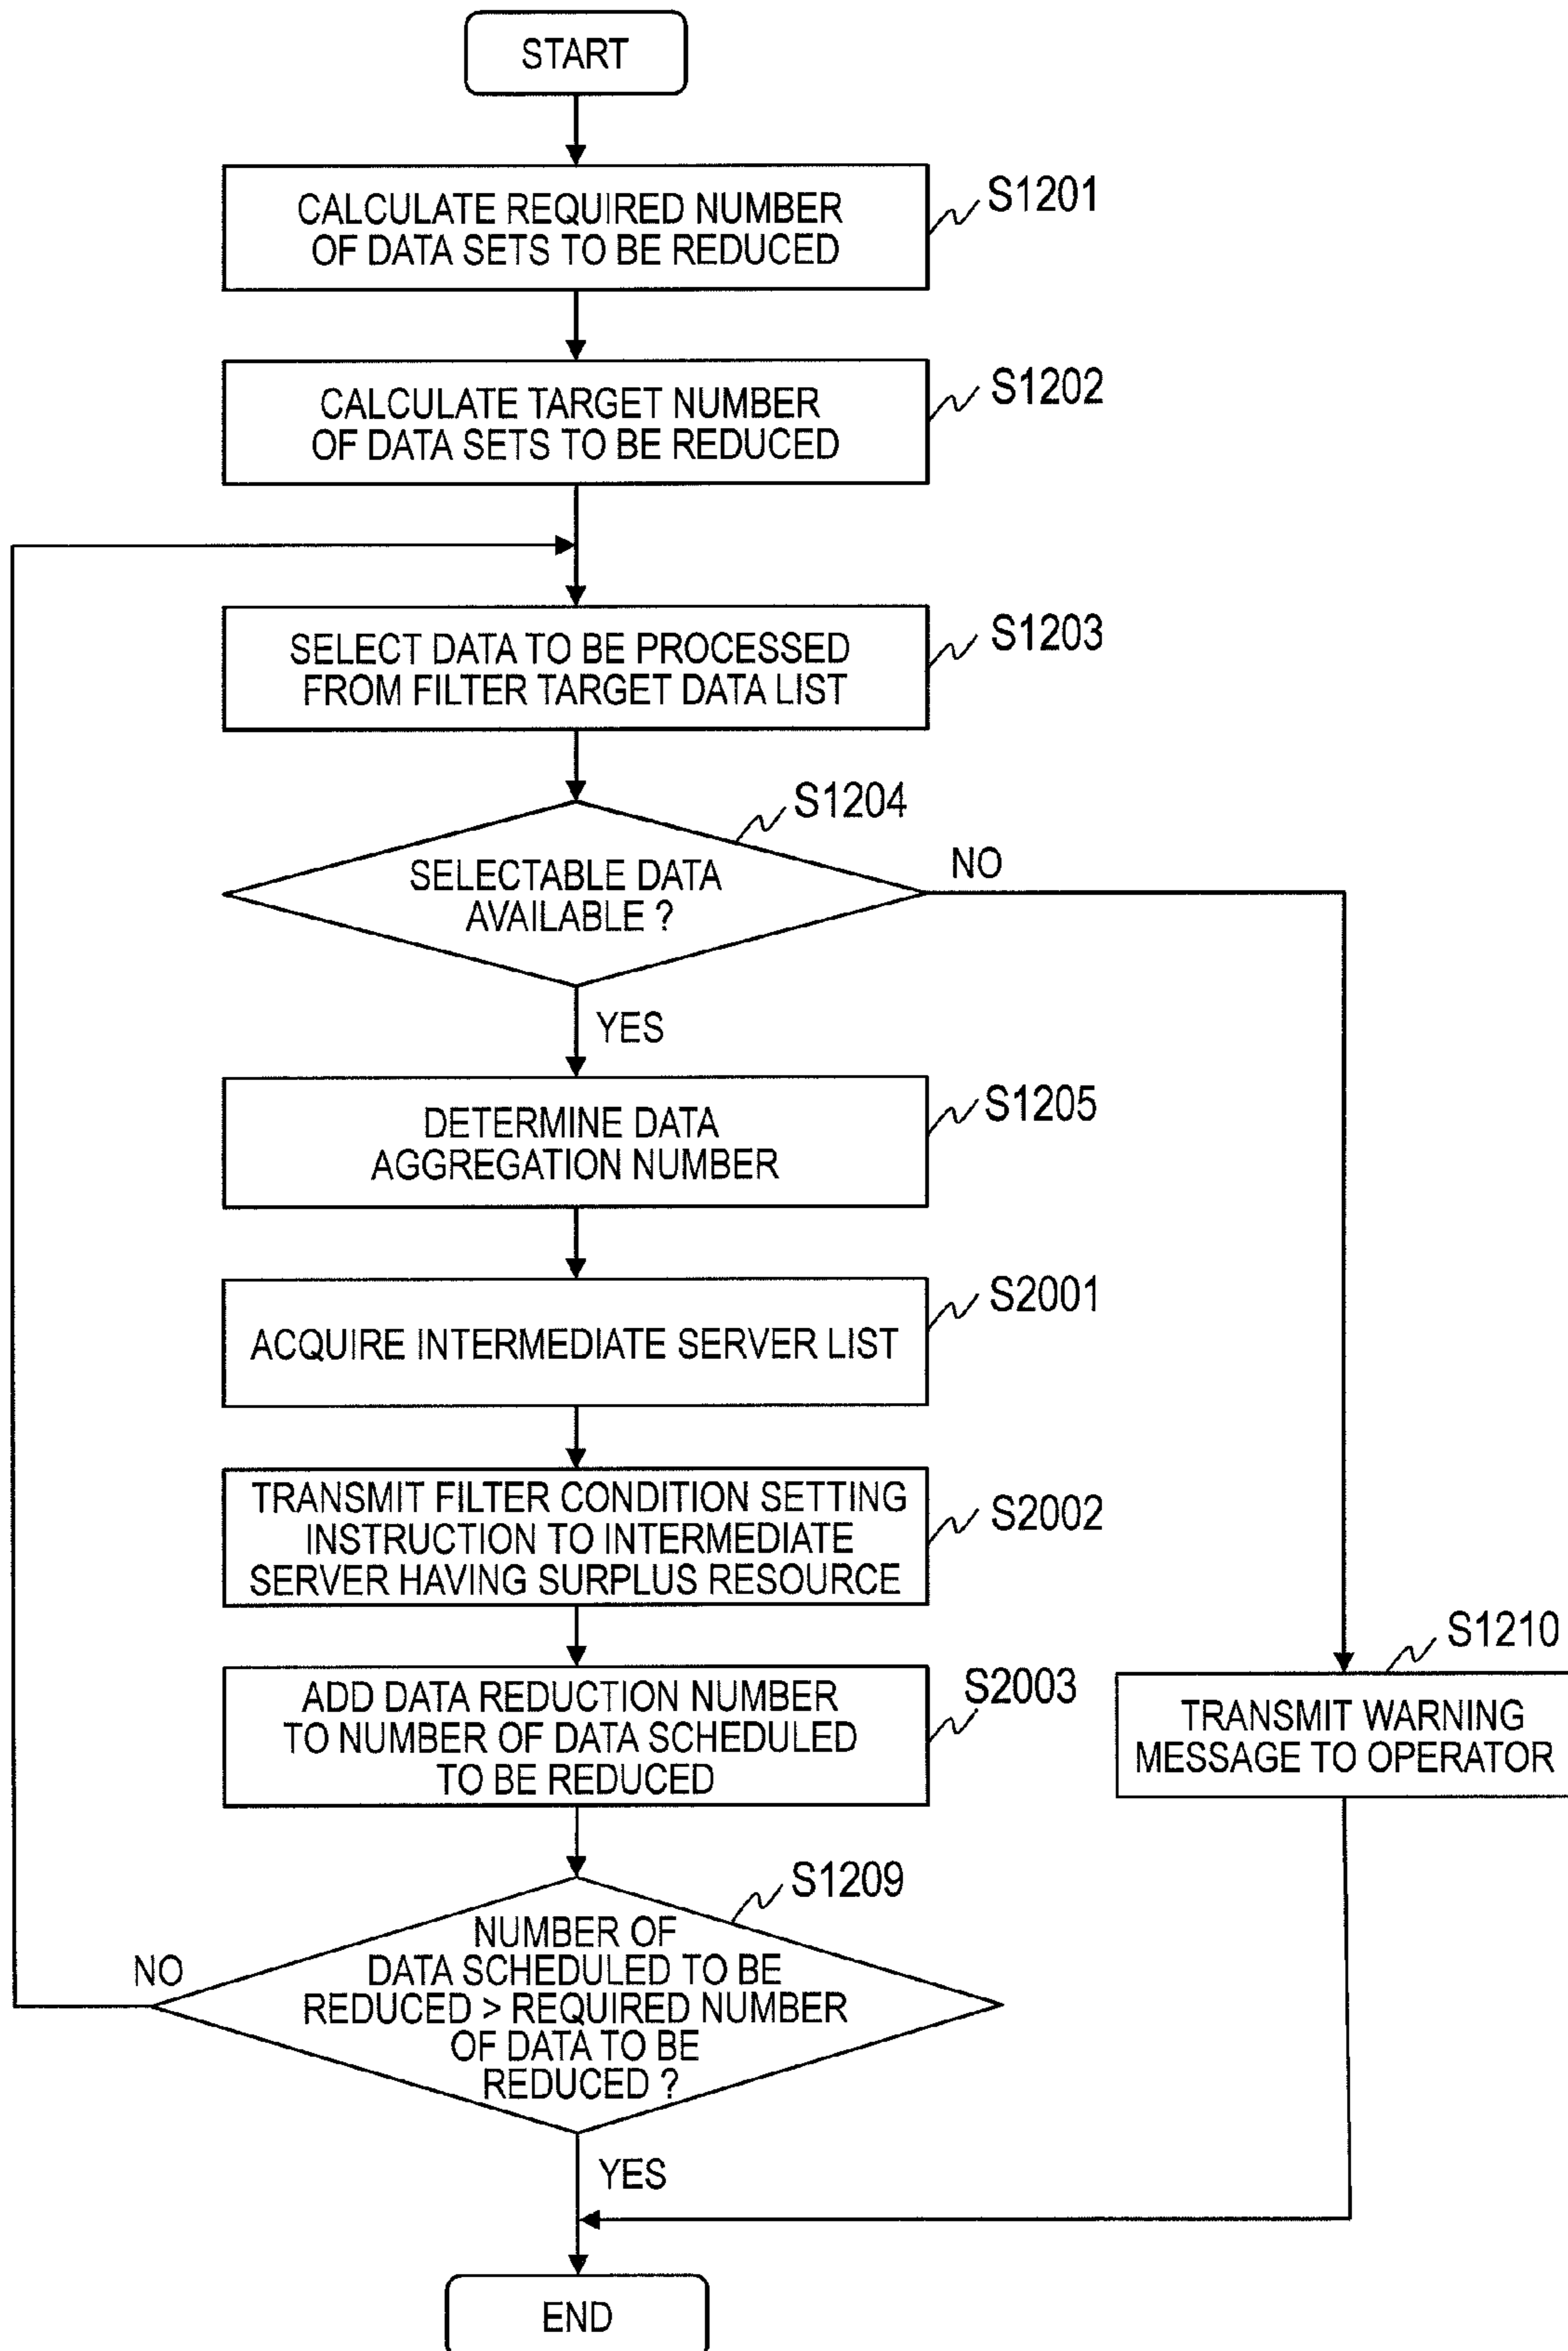 START
CALCULATE REQUIRED NUMBER
OF DATA SETS TO BE REDUCED
S1201
CALCULATE TARGET NUMBER
OF DATA SETS TO BE REDUCED
S1202
SELECT DATA TO BE PROCESSED
FROM FILTER TARGET DATA LIST
S1203
S1204
SELECTABLE DATA
AVAILABLE ?
NO
YES
DETERMINE DATA
AGGREGATION NUMBER
S1205
ACQUIRE INTERMEDIATE SERVER LIST
S2001
TRANSMIT FILTER CONDITION SETTING
INSTRUCTION TO INTERMEDIATE
SERVER HAVING SURPLUS RESOURCE
S2002
ADD DATA REDUCTION NUMBER
TO NUMBER OF DATA SCHEDULED
TO BE REDUCED
S2003
S1210
TRANSMIT WARNING
MESSAGE TO OPERATOR
S1209
NUMBER OF
DATA SCHEDULED TO BE
REDUCED > REQUIRED NUMBER
OF DATA TO BE
REDUCED ?
NO
YES
END